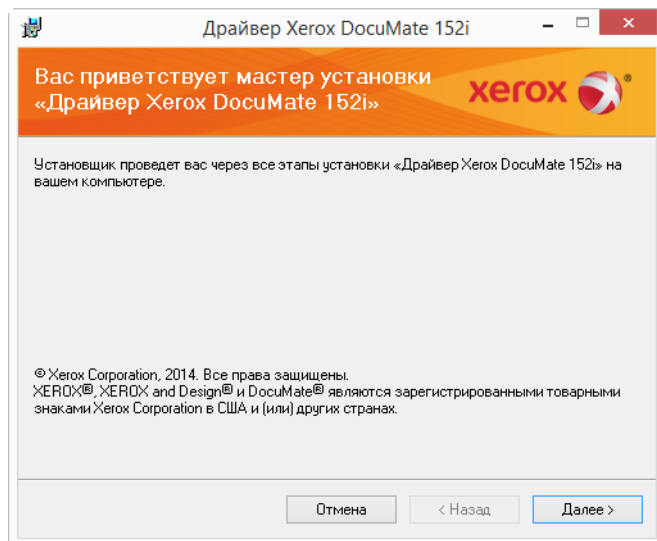 Драйвер Xerox DocuMate 152i
Вас приветствует мастер установки
«Драйвер Xerox DocuMate 152i»
xerox ®
Установщик проведет вас через все этапы установки «Драйвер Xerox DocuMate 152i» на
вашем компьютере.
© Xerox Corporation, 2014. Все права защищены.
XEROX®, XEROX and Design® и DocuMate® являются зарегистрированными товарными
знаками Xerox Corporation в США и (или) других странах.
Отмена
< Назад
Далее >